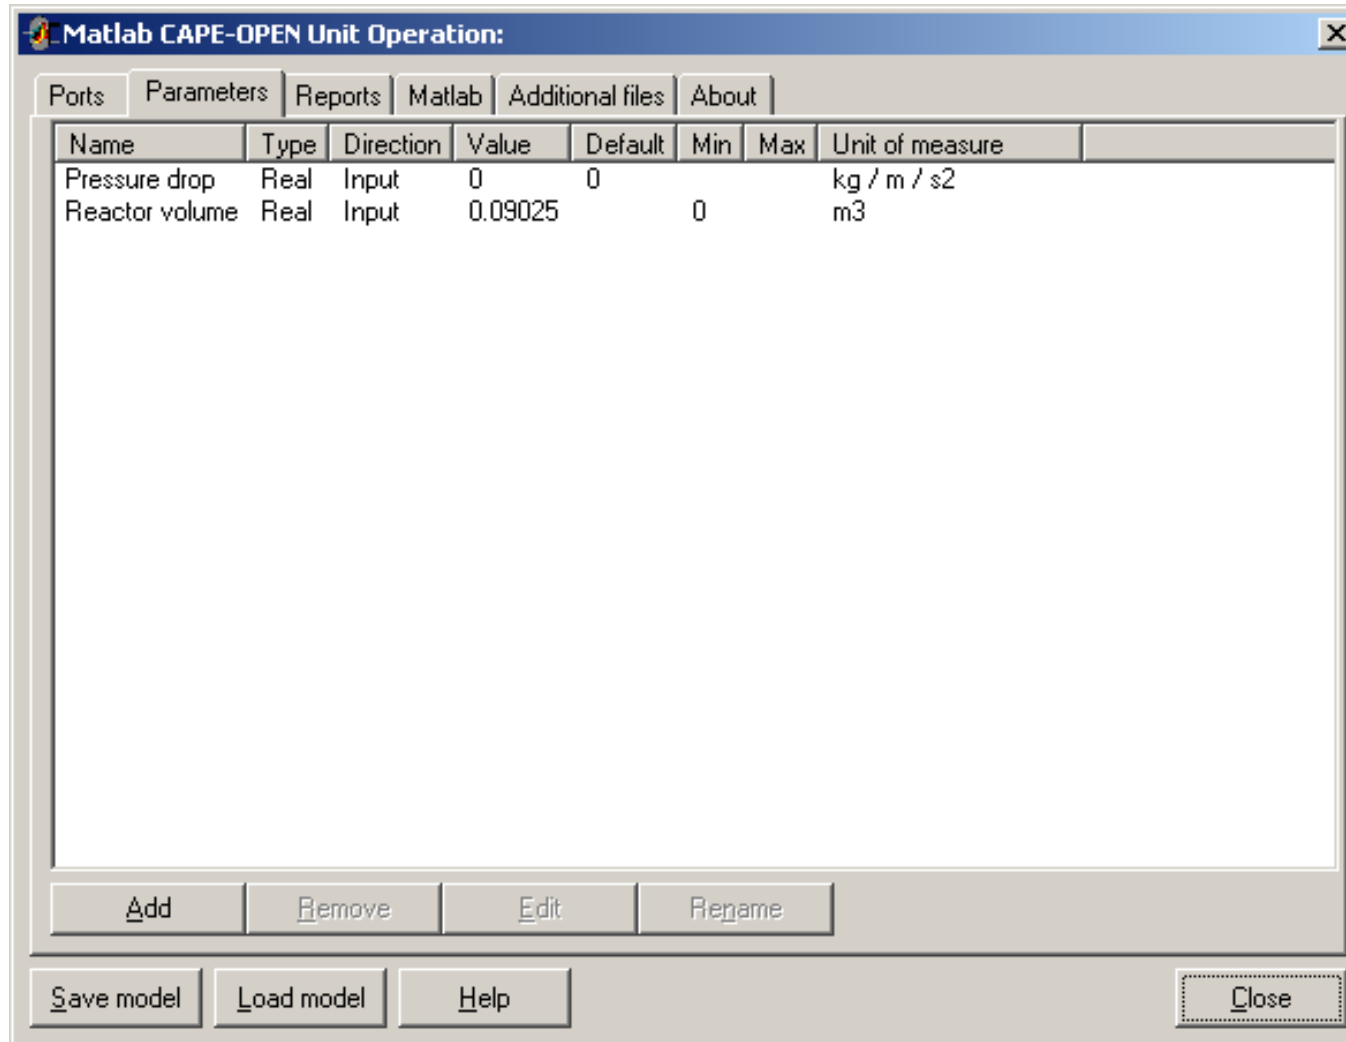 Matlab CAPE-OPEN Unit Operation:
Ports Parameters Reports Matlab Additional files About
Name Type Direction Value Default Min Max Unit of measure
Pressure drop Real Input 0 0 kg / m / s2
Reactor volume Real Input 0.09025 0 m3
Add Remove Edit Rename
Save model Load model Help Close